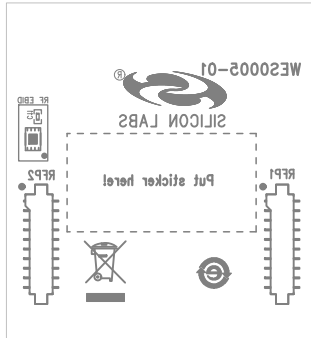 WES0005-01
®
SILICON LABS
RF EBID
Put sticker here!
RFP2
RFP1
e